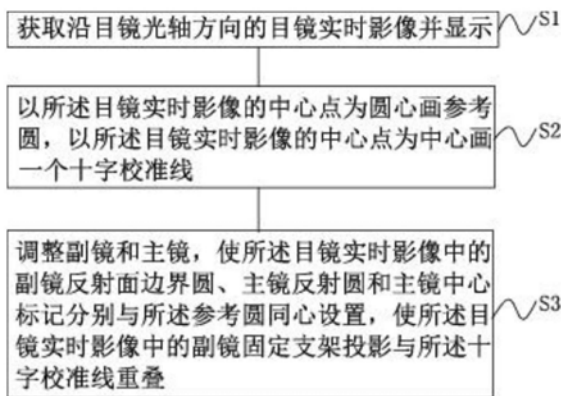 获取沿目镜光轴方向的目镜实时影像并显示
S1
以所述目镜实时影像的中心点为圆心画参考
圆，以所述目镜实时影像的中心点为中心画
一个十字校准线
S2
调整副镜和主镜，使所述目镜实时影像中的
副镜反射面边界圆、主镜反射圆和主镜中心
标记分别与所述参考圆同心设置，使所述目
镜实时影像中的副镜固定支架投影与所述十
字校准线重叠
S3